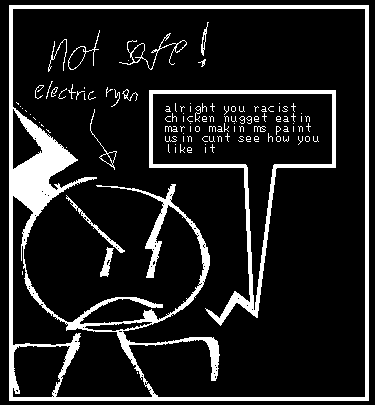 not safe!
electric ryan
alright you racist
chicken nugget eatin
mario makin ms paint
usin cunt see how you
like it